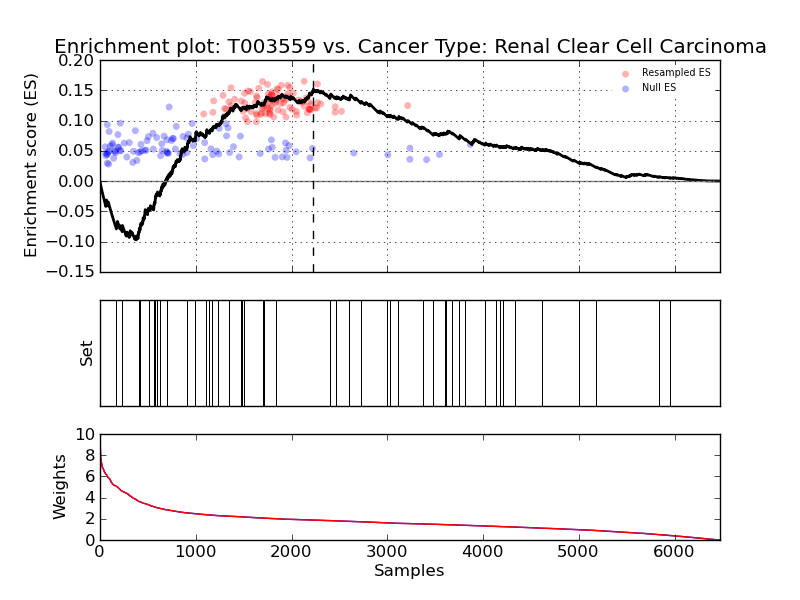 Enrichment plot: T003559 vs. Cancer Type: Renal Clear Cell Carcinoma
Enrichment score (ES)
0.20
0.15
0.10
0.05
0.00
−0.05
−0.10
−0.15
Resampled ES
Null ES
Set
Weights
10
8
6
4
2
0
0 1000 2000 3000 4000 5000 6000
Samples